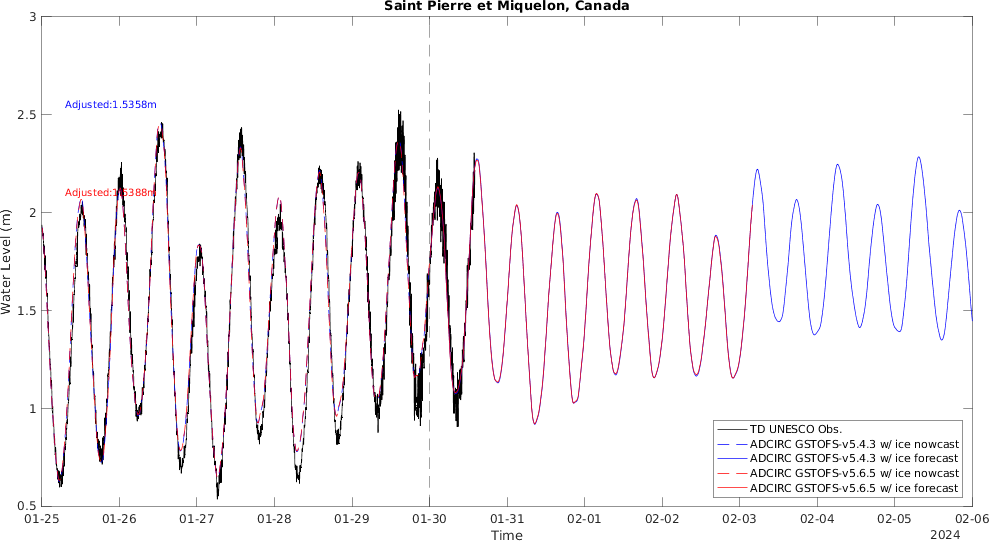 Saint Pierre et Miquelon, Canada
3
2.5
2
1.5
1
0.5
Water Level (m)
Adjusted:1.5358m
Adjusted:1.5388m
TD UNESCO Obs.
ADCIRC GSTOFS-v5.4.3 w/ ice nowcast
ADCIRC GSTOFS-v5.4.3 w/ ice forecast
ADCIRC GSTOFS-v5.6.5 w/ ice nowcast
ADCIRC GSTOFS-v5.6.5 w/ ice forecast
01-25 01-26 01-27 01-28 01-29 01-30 01-31 02-01 02-02 02-03 02-04 02-05 02-06
Time
2024